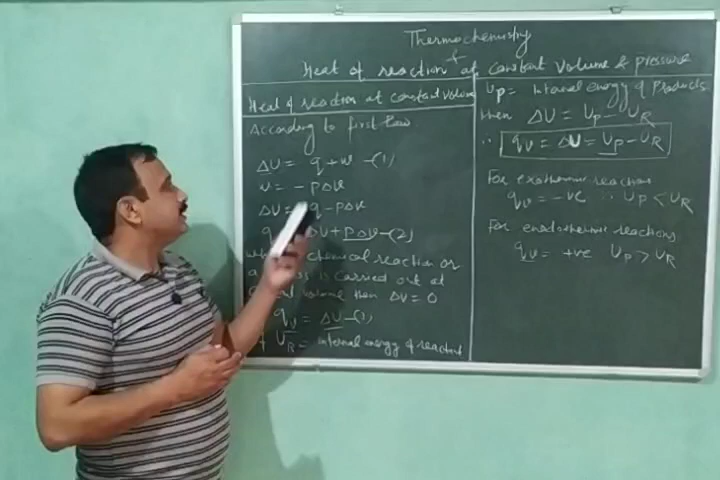 Thermochemistry
+
Heat of reaction at constant volume & pressure
Heat of reaction at constant volume
According to first law.
ΔU = q + w -(1)
w = - PΔV
ΔU = q - PΔV
q ΔU + PΔV -(2)
chemical reaction or
is carried out at
volume then ΔV = 0
qv = ΔU -(3)
UR = internal energy of reactant
Up = Internal energy of Products
then ΔU = Up - UR
∴ qv = ΔU = Up - UR
For exothermic reaction
qv = -ve ∵ Up < UR
For endothermic reactions.
qv = +ve Up > UR